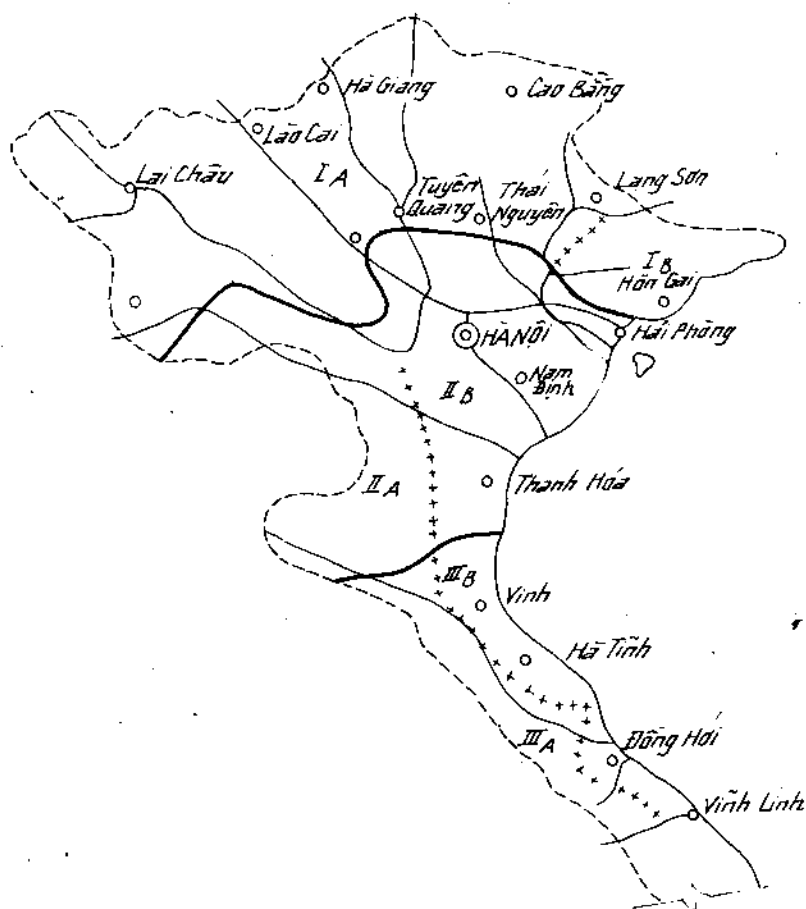 Hà Giang
Cao Bằng
Lào Cai
Lai Châu
I A
Tuyên
Quang
Thái
Nguyên
Lang Sơn
I B
Hòn Gai
HÀ NỘI
Hải Phòng
Nam
Định
II B
II A
Thanh Hóa
III B
Vinh
Hà Tĩnh
III A
Đồng Hới
Vĩnh Linh